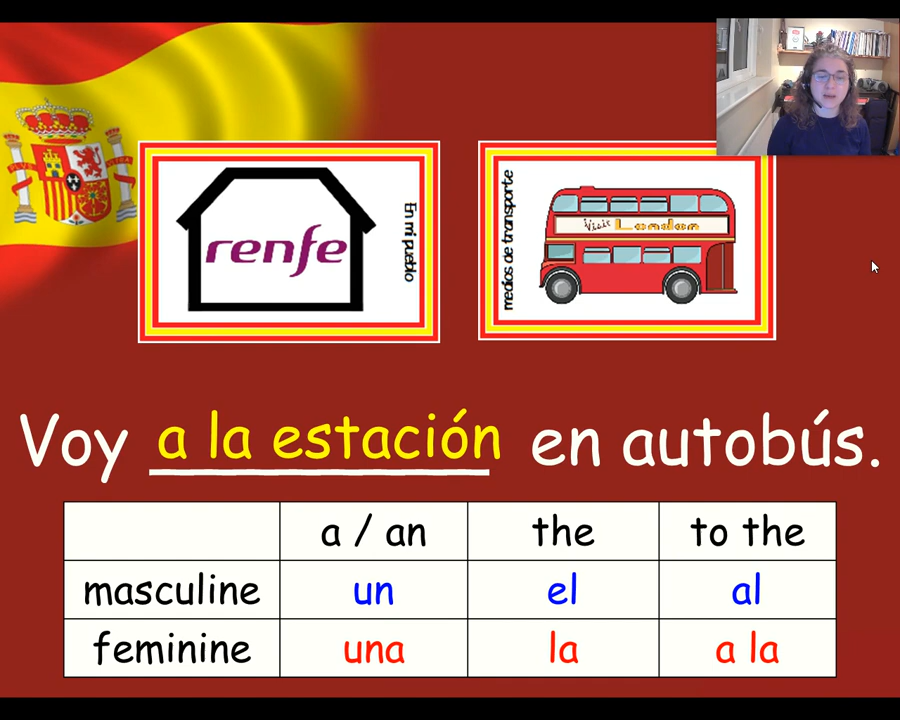 renfe
En mi pueblo
medios de transporte
Visit London
Voy a la estación en autobús.
a / an the to the
masculine un el al
feminine una la a la